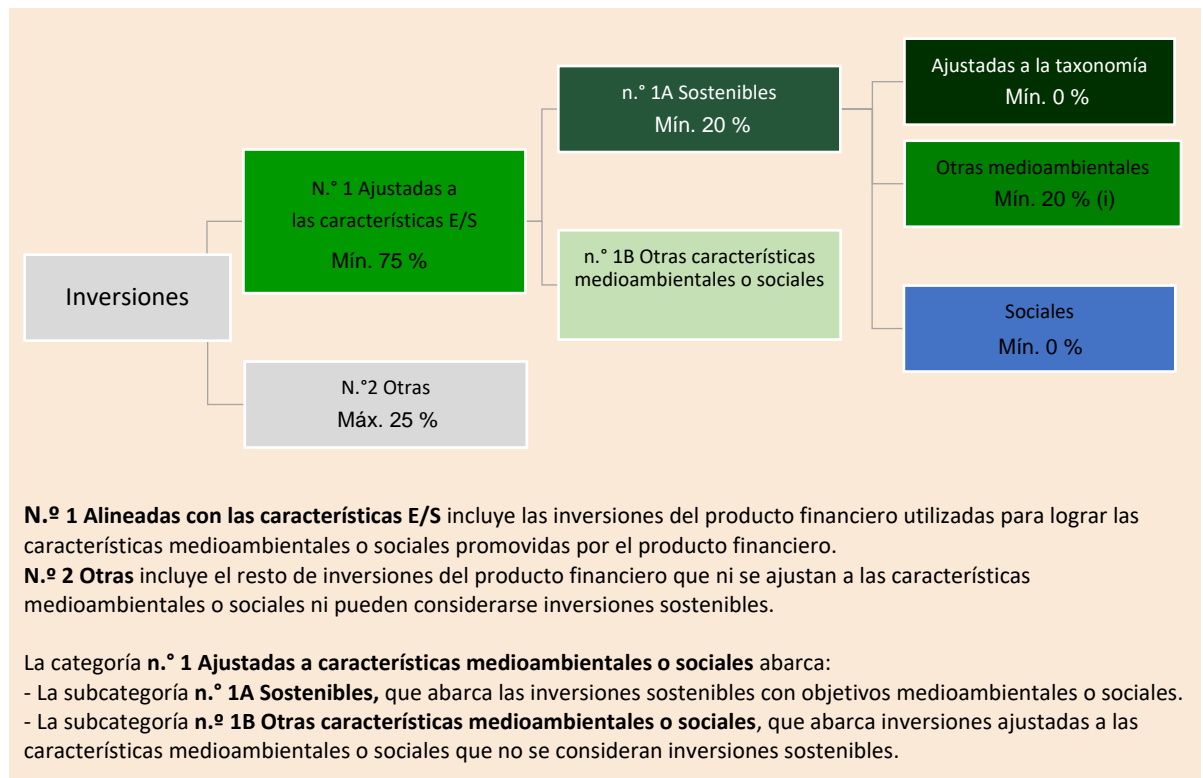 Inversiones
N.° 1 Ajustadas a
las características E/S
Mín. 75 %
N.°2 Otras
Máx. 25 %
n.° 1A Sostenibles
Mín. 20 %
n.° 1B Otras características
medioambientales o sociales
Ajustadas a la taxonomía
Mín. 0 %
Otras medioambientales
Mín. 20 % (i)
Sociales
Mín. 0 %
N.º 1 Alineadas con las características E/S incluye las inversiones del producto financiero utilizadas para lograr las
características medioambientales o sociales promovidas por el producto financiero.
N.º 2 Otras incluye el resto de inversiones del producto financiero que ni se ajustan a las características
medioambientales o sociales ni pueden considerarse inversiones sostenibles.
La categoría n.° 1 Ajustadas a características medioambientales o sociales abarca:
- La subcategoría n.° 1A Sostenibles, que abarca las inversiones sostenibles con objetivos medioambientales o sociales.
- La subcategoría n.º 1B Otras características medioambientales o sociales, que abarca inversiones ajustadas a las
características medioambientales o sociales que no se consideran inversiones sostenibles.